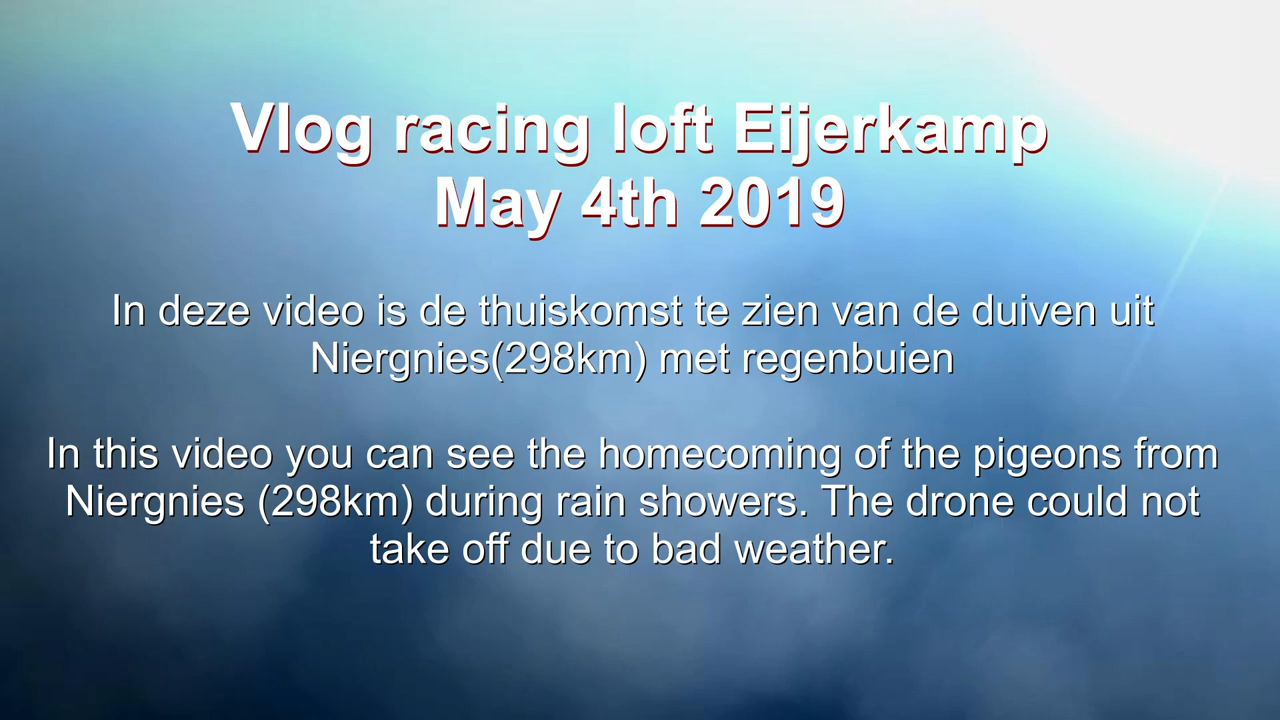 Vlog racing loft Eijerkamp
May 4th 2019
In deze video is de thuiskomst te zien van de duiven uit
Niergnies(298km) met regenbuien
In this video you can see the homecoming of the pigeons from
Niergnies (298km) during rain showers. The drone could not
take off due to bad weather.